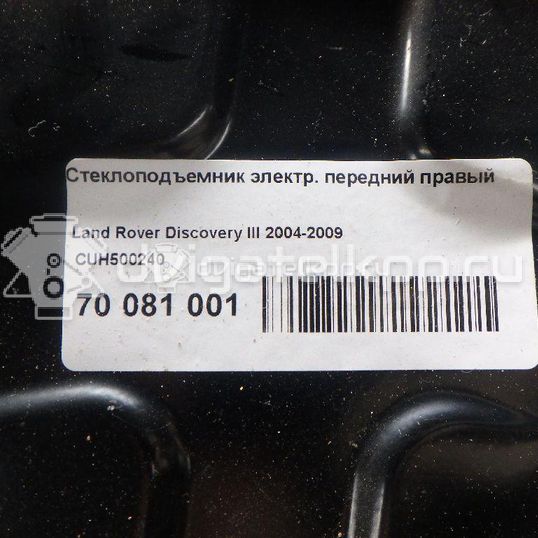 Стеклоподъемник электр. передний правый
Land Rover Discovery III 2004-2009
CUH500240
70 081 001